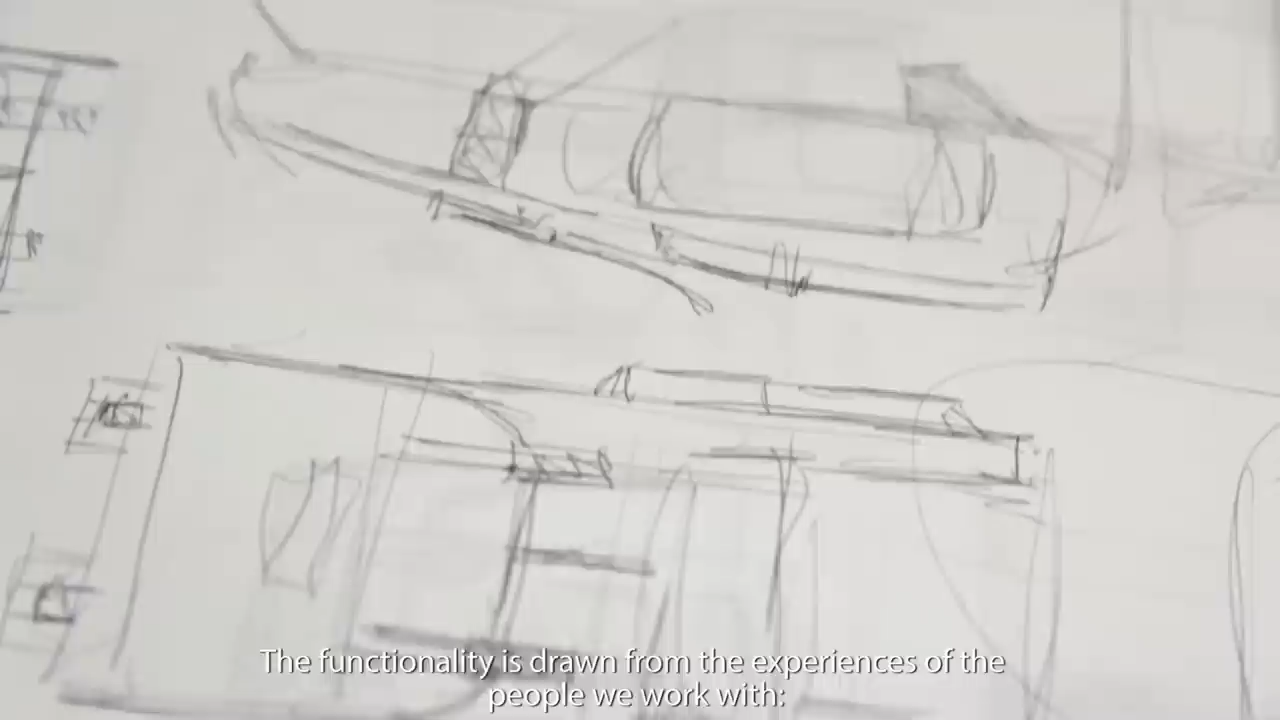 The functionality is drawn from the experiences of the
people we work with: